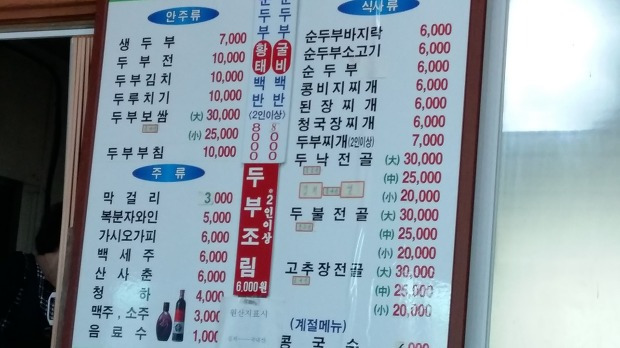 안주류
생두부 7,000
두부전 10,000
두부김치 10,000
두루치기 10,000
두부보쌈 (大) 30,000
(小) 25,000
두부부침 10,000
주류
막걸리 3,000
복분자와인 5,000
가시오가피 6,000
백세주 6,000
산사춘 6,000
청하 4,000
맥주, 소주 3,000
음료수 1,000
순두부황태백반
두부굴비백반
(2인이상)
8000
8000
두부조림
※2인이상
6,000원
원산지표시
식사류
순두부바지락 6,000
순두부소고기 6,000
순두부 6,000
콩비지찌개 6,000
된장찌개 6,000
청국장찌개 6,000
두부찌개(2인이상) 7,000
두낙전골 (大) 30,000
(中) 25,000
(小) 20,000
두불전골 (大) 30,000
(中) 25,000
(小) 20,000
고추장전골 (大) 30,000
(中) 25,000
(小) 20,000
(계절메뉴)
콩국수